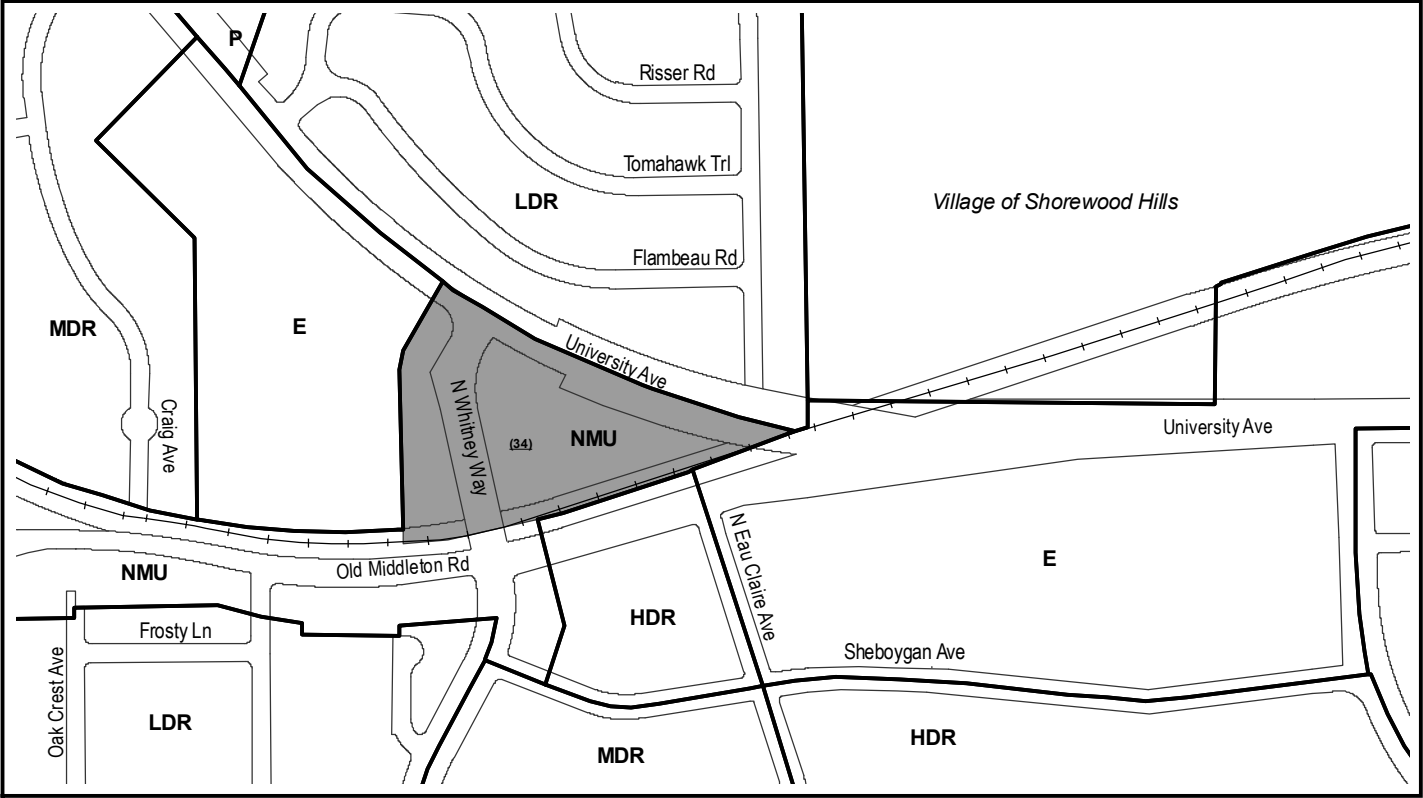 P
Risser Rd
Tomahawk Trl
LDR
Village of Shorewood Hills
Flambeau Rd
MDR
E
University Ave
N Whitney Way
Craig Ave
(34)
NMU
University Ave
N Eau Claire Ave
E
NMU
Old Middleton Rd
HDR
Frosty Ln
Sheboygan Ave
Oak Crest Ave
LDR
MDR
HDR